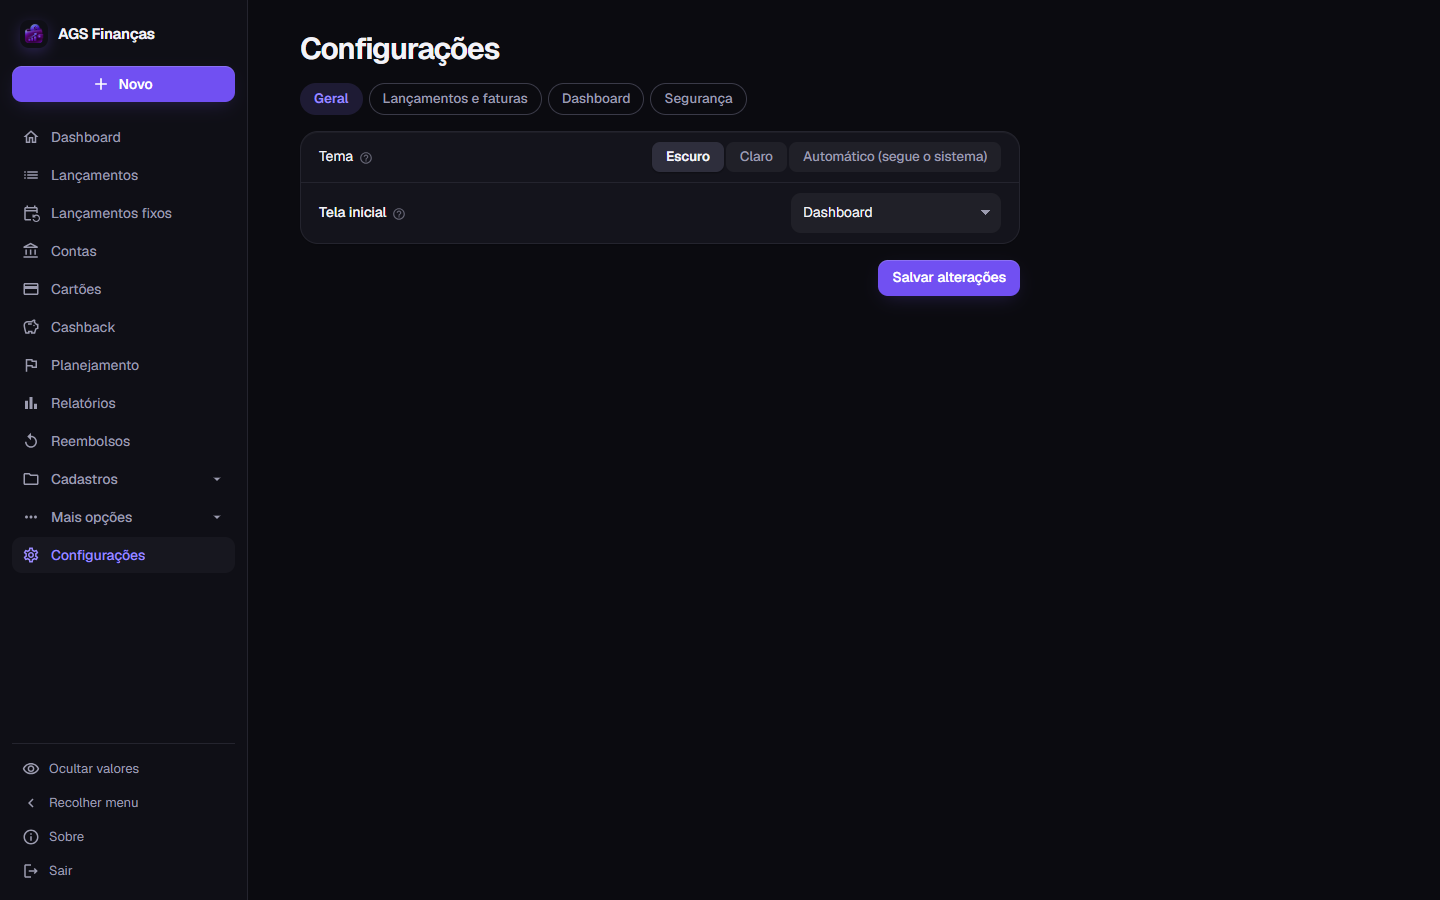 AGS Finanças
Novo
Dashboard
Lançamentos
Lançamentos fixos
Contas
Cartões
Cashback
Planejamento
Relatórios
Reembolsos
Cadastros
Mais opções
Configurações
Ocultar valores
Recolher menu
Sobre
Sair
Configurações
Geral Lançamentos e faturas Dashboard Segurança
Tema Escuro Claro Automático (segue o sistema)
Tela inicial Dashboard
Salvar alterações